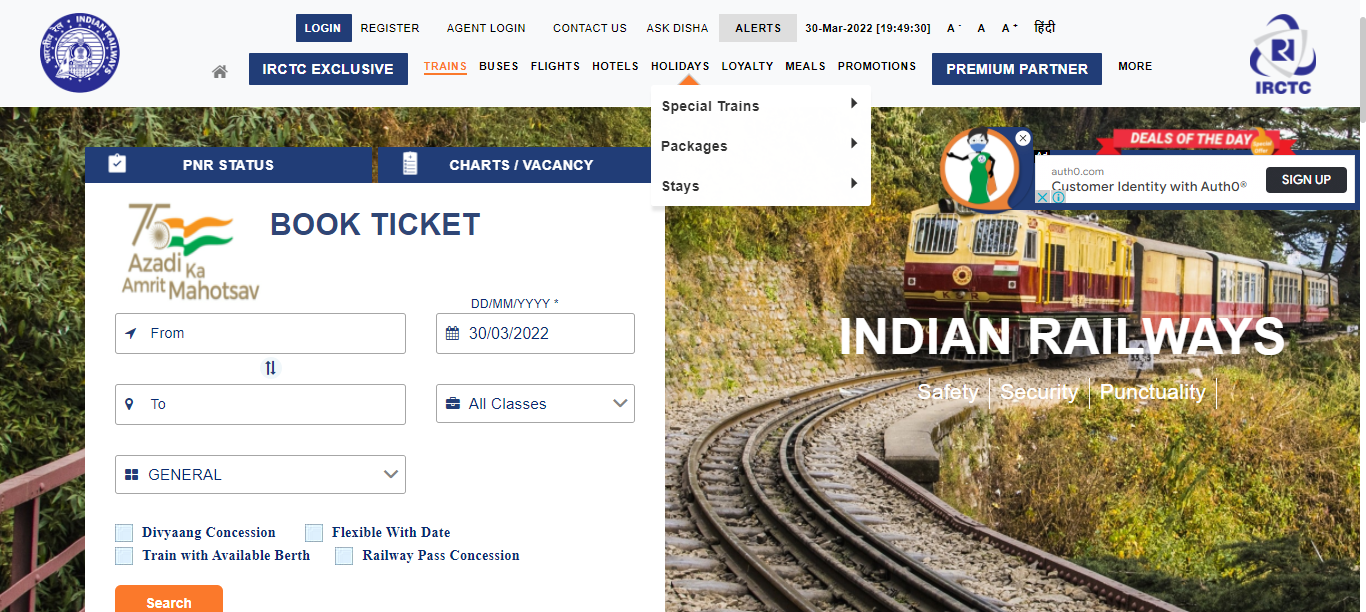 LOGIN REGISTER AGENT LOGIN CONTACT US ASK DISHA ALERTS 30-Mar-2022 [19:49:30] A- A A+ हिंदी
INDIAN RAILWAYS
भारतीय रेल
IRCTC EXCLUSIVE TRAINS BUSES FLIGHTS HOTELS HOLIDAYS LOYALTY MEALS PROMOTIONS PREMIUM PARTNER MORE
IRCTC
Special Trains
Packages
Stays
PNR STATUS CHARTS / VACANCY
DEALS OF THE DAY
Special Offer
Ad
auth0.com
Customer Identity with Auth0®
SIGN UP
75
Azadi Ka
Amrit Mahotsav
BOOK TICKET
DD/MM/YYYY *
From 30/03/2022
To All Classes
GENERAL
Divyaang Concession Flexible With Date
Train with Available Berth Railway Pass Concession
Search
INDIAN RAILWAYS
Safety Security Punctuality